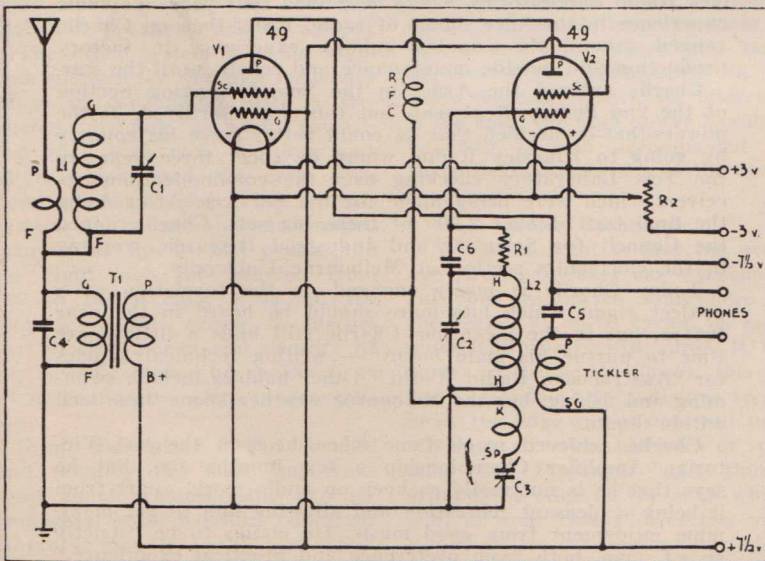 49
49
V1
P
Sc
G
P
V2
Sc
G
+
R
F
C
G
P
L1
C1
F
F
+3 v
R2
-3 v.
-7½ v
PHONES
C6
R1
H
L2
C5
C2
H
P
TICKLER
SG
K
Sp
C3
G
T1
P
C4
F
B+
+7½ v